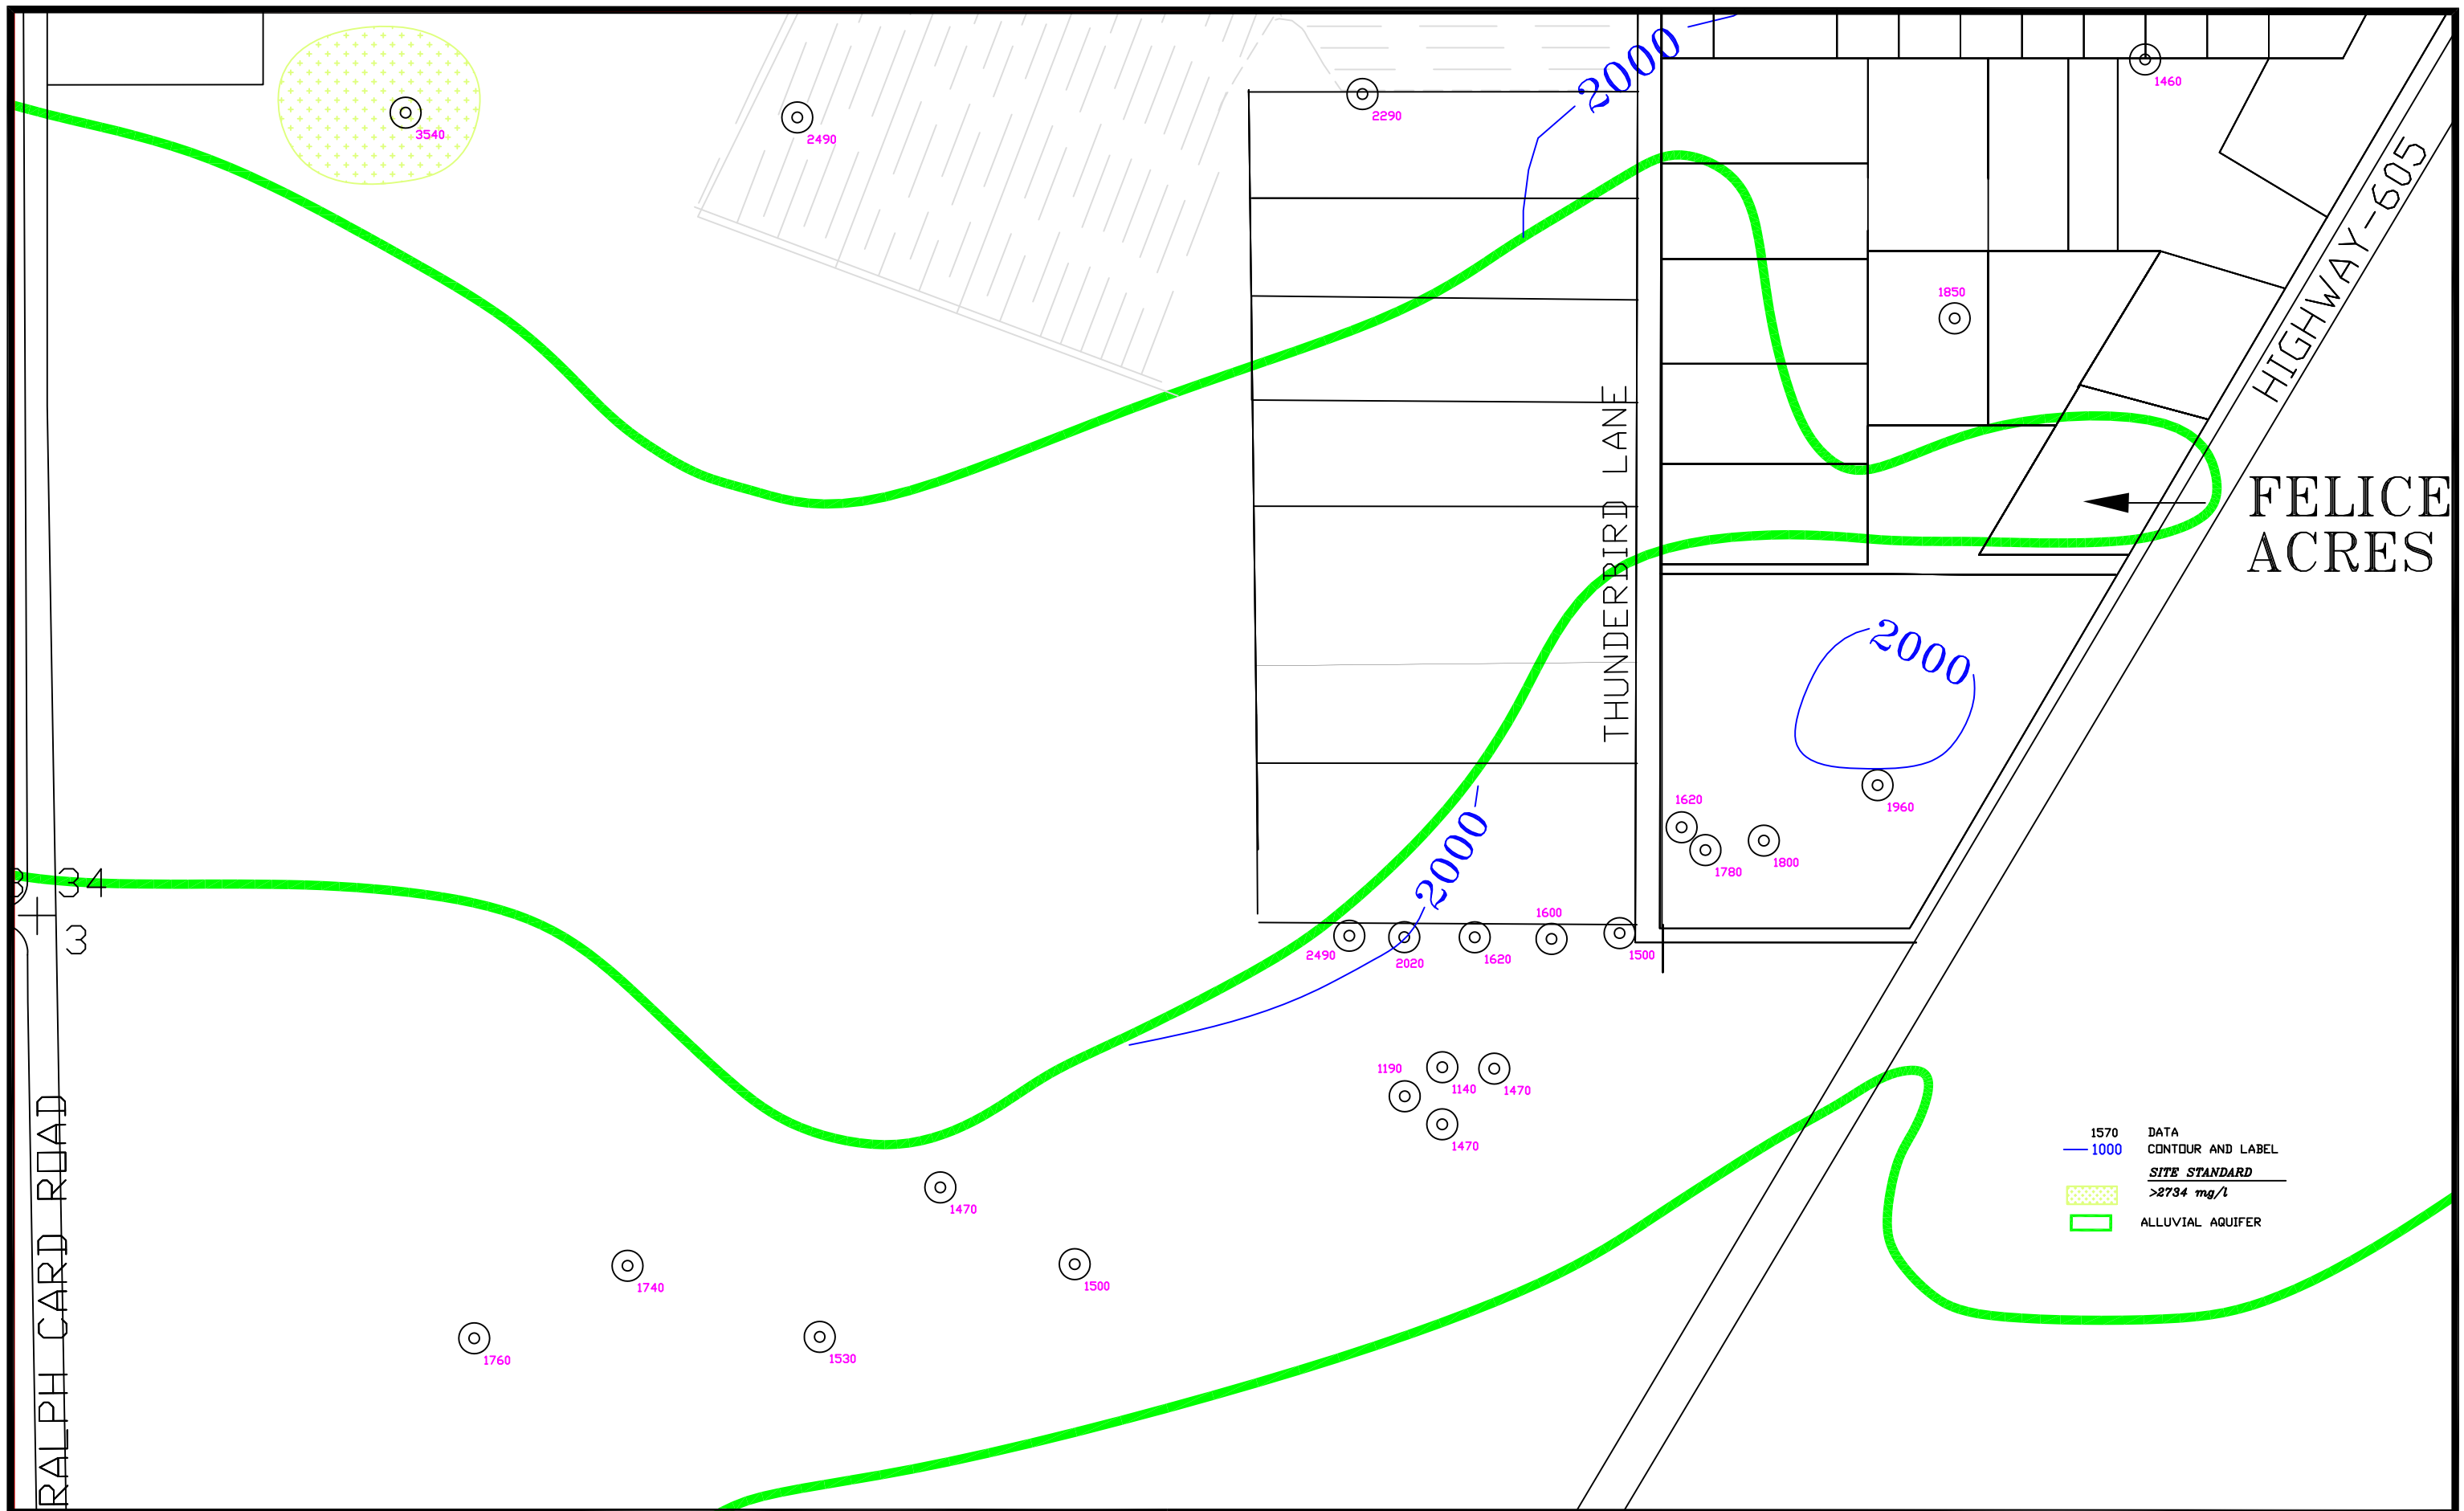 2000
1460
3540
2490
2290
HIGHWAY-605
1850
THUNDERBIRD LANE
FELICE
ACRES
2000
1960
1620
1780
1800
2000
34
3
1600
2490
2020
1620
1500
1190
1140
1470
1470
1470
1740
1500
1760
1530
RALPH CARD ROAD
1570 DATA
1000 CONTOUR AND LABEL
SITE STANDARD
>2734 mg/l
ALLUVIAL AQUIFER